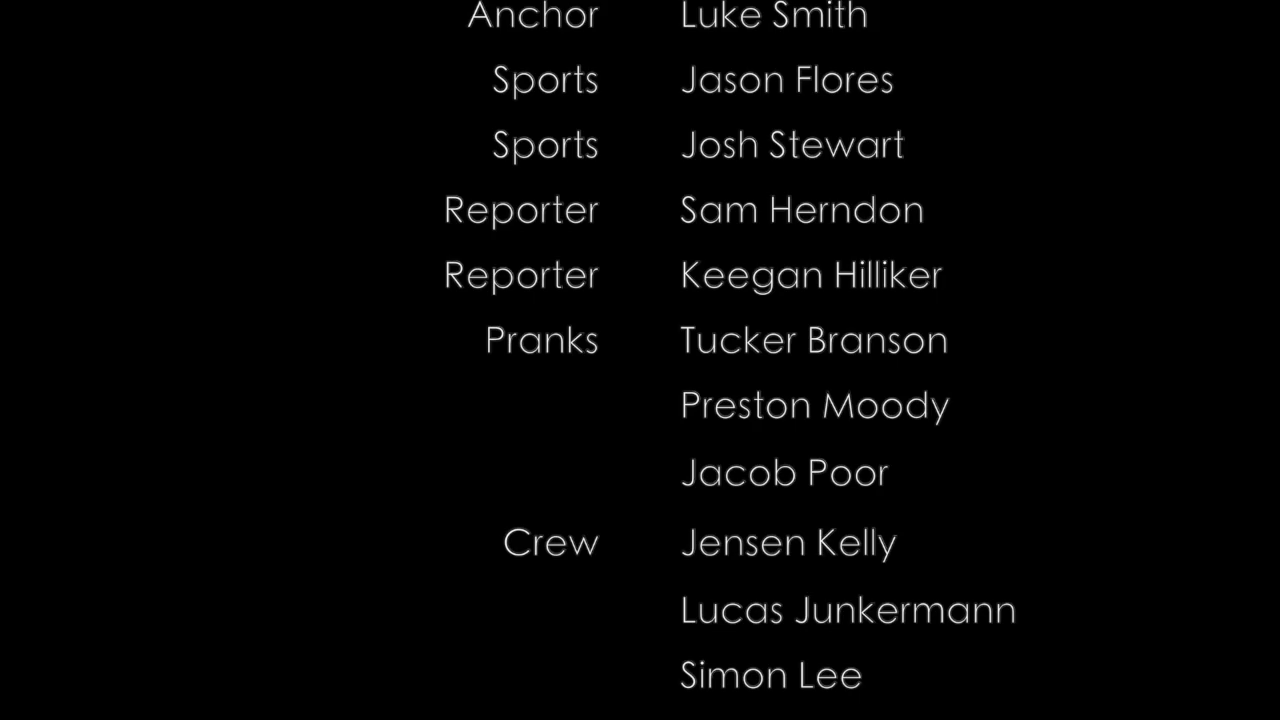 Anchor Luke Smith
Sports Jason Flores
Sports Josh Stewart
Reporter Sam Herndon
Reporter Keegan Hilliker
Pranks Tucker Branson
Preston Moody
Jacob Poor
Crew Jensen Kelly
Lucas Junkermann
Simon Lee